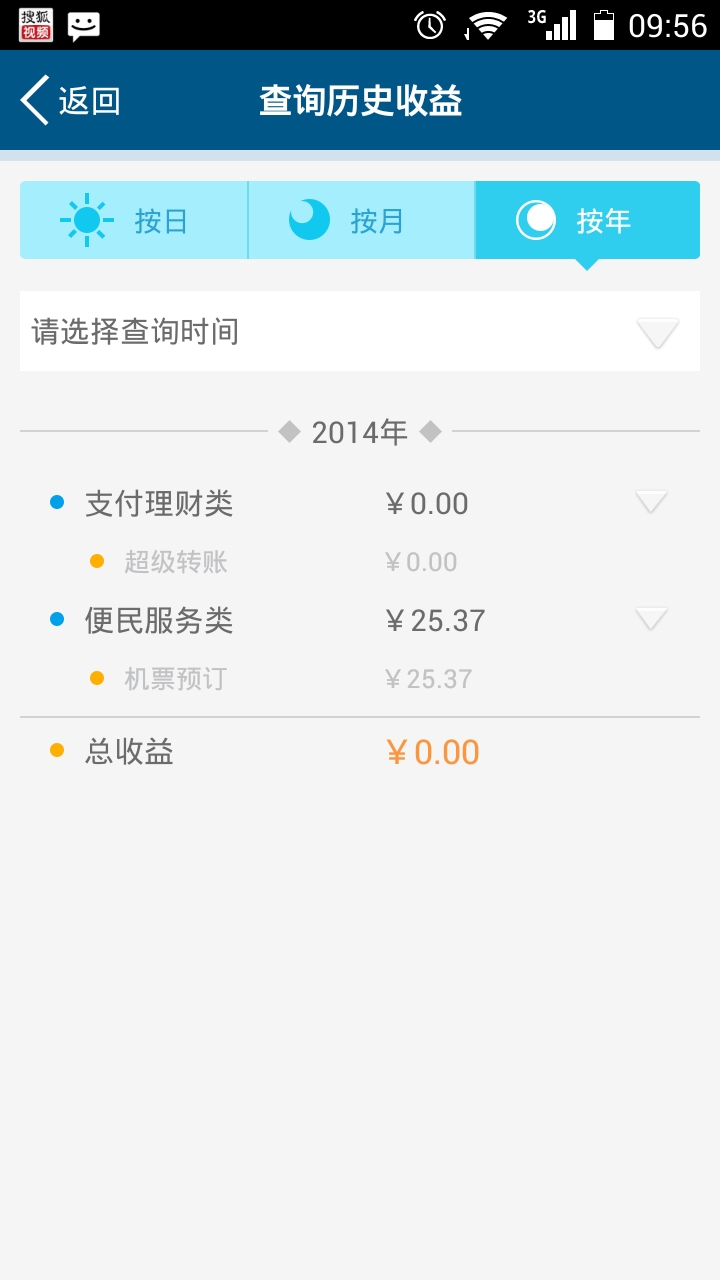 搜狐
视频
3G 09:56
返回 查询历史收益
按日 按月 按年
请选择查询时间
2014年
支付理财类 ¥0.00
超级转账 ¥0.00
便民服务类 ¥25.37
机票预订 ¥25.37
总收益 ¥0.00